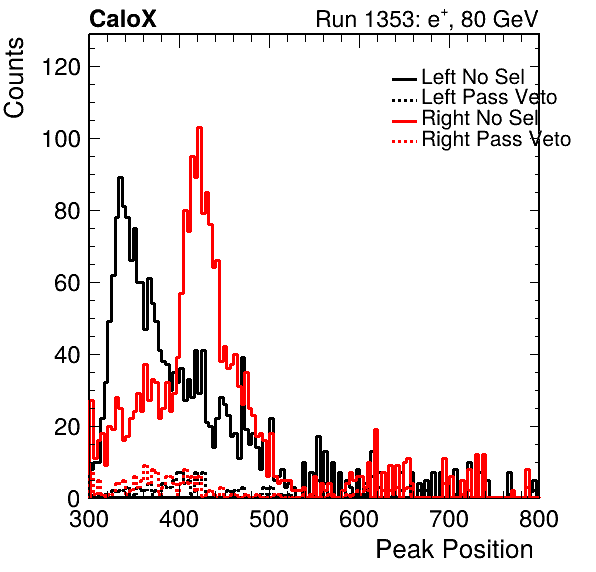 CaloX Run 1353: e+, 80 GeV
Counts
120
100
80
60
40
20
0
Left No Sel
Left Pass Veto
Right No Sel
Right Pass Veto
300 400 500 600 700 800
Peak Position